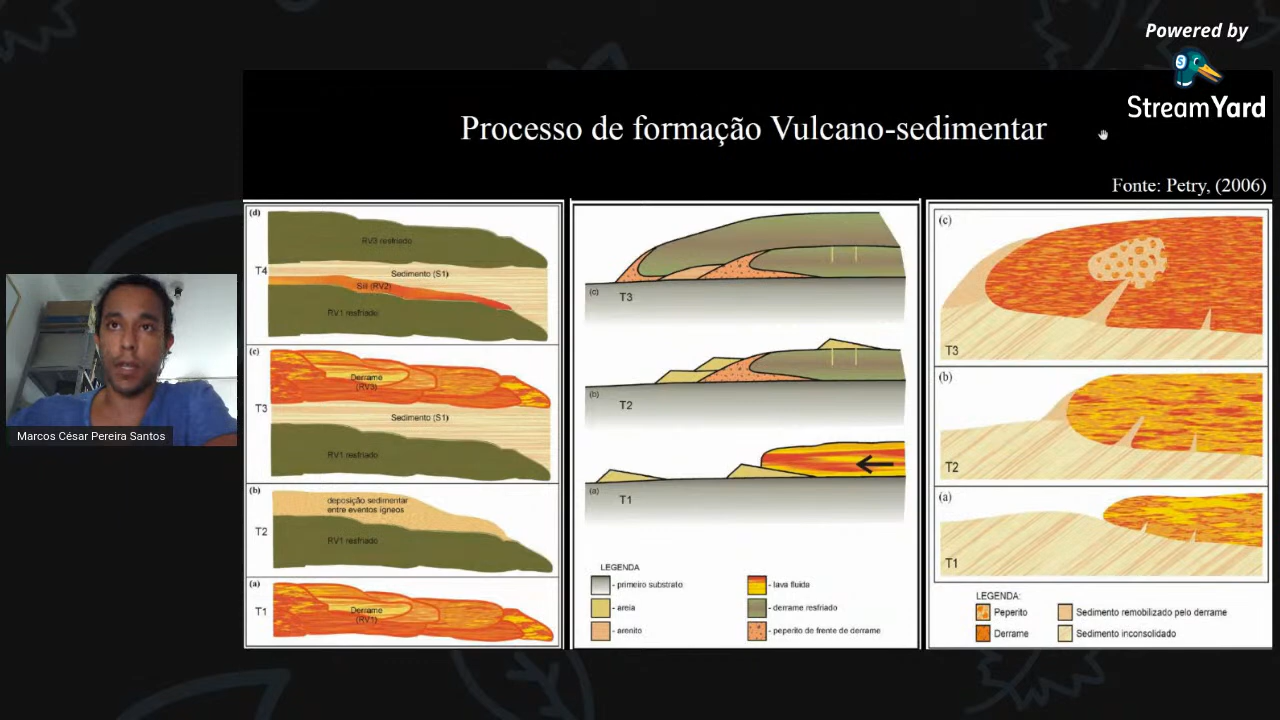 Powered by
StreamYard
Processo de formação Vulcano-sedimentar
Fonte: Petry, (2006)
Marcos César Pereira Santos
(d)
T4
RV3 resfriado
Sedimento (S1)
Sill (RV2)
RV1 resfriado
(c)
T3
Derrame
(RV3)
Sedimento (S1)
RV1 resfriado
(b)
T2
deposição sedimentar
entre eventos ígneos
RV1 resfriado
(a)
T1
Derrame
(RV1)
(c)
T3
(b)
T2
(a)
T1
LEGENDA
- primeiro substrato
- areia
- arenito
- lava fluida
- derrame resfriado
- peperito de frente de derrame
(c)
T3
(b)
T2
(a)
T1
LEGENDA:
Peperito
Derrame
Sedimento remobilizado pelo derrame
Sedimento inconsolidado